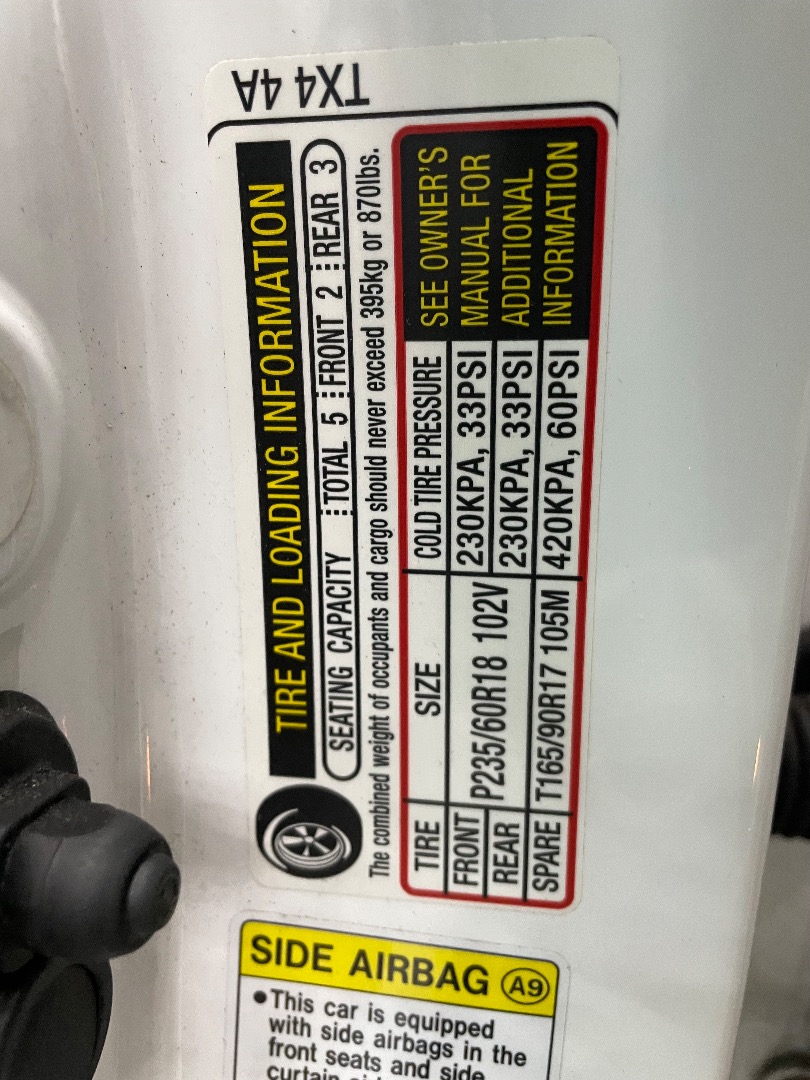 TX4 4A
TIRE AND LOADING INFORMATION
SEATING CAPACITY TOTAL 5 FRONT 2 REAR 3
The combined weight of occupants and cargo should never exceed 395kg or 870lbs.
TIRE SIZE COLD TIRE PRESSURE
FRONT P235/60R18 102V 230KPA, 33PSI
REAR 230KPA, 33PSI
SPARE T165/90R17 105M 420KPA, 60PSI
SEE OWNER'S
MANUAL FOR
ADDITIONAL
INFORMATION
SIDE AIRBAG A9
●This car is equipped
with side airbags in the
front seats and side
curtain